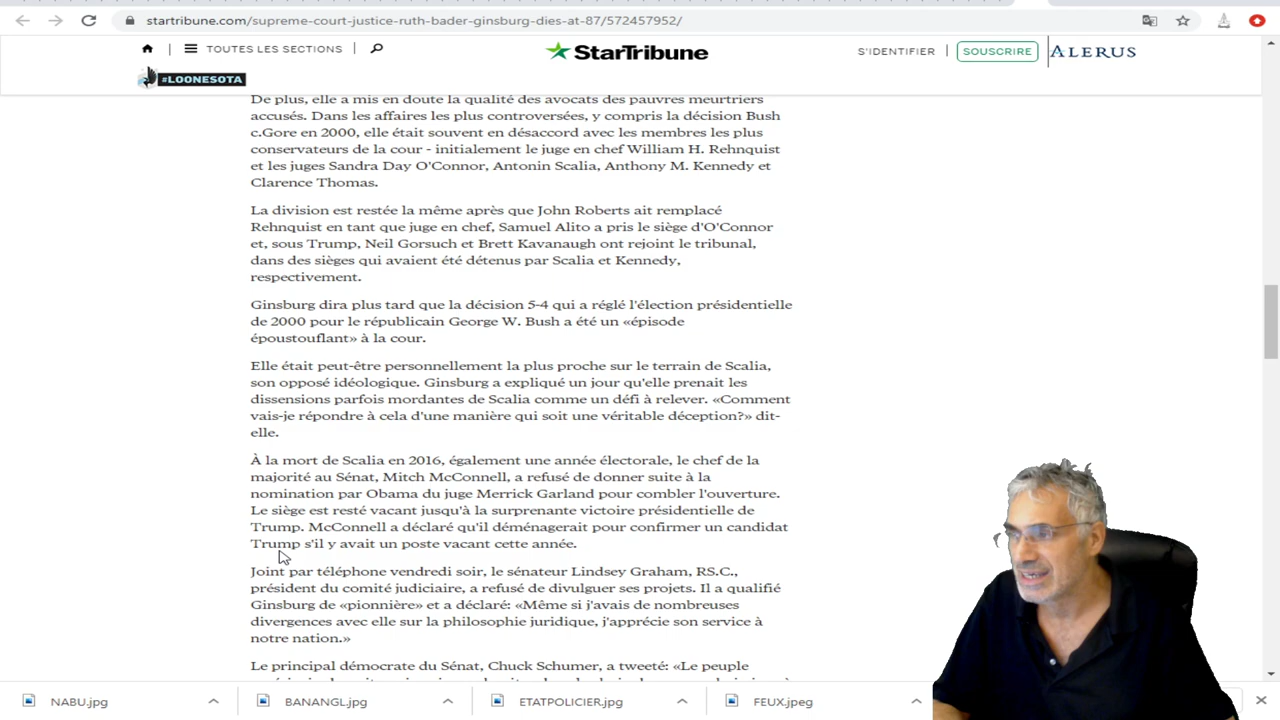 startribune.com/supreme-court-justice-ruth-bader-ginsburg-dies-at-87/572457952/
TOUTES LES SECTIONS
StarTribune
S'IDENTIFIER
SOUSCRIRE
ALERUS
#LOONESOTA
De plus, elle a mis en doute la qualité des avocats des pauvres meurtriers
accusés. Dans les affaires les plus controversées, y compris la décision Bush
c.Gore en 2000, elle était souvent en désaccord avec les membres les plus
conservateurs de la cour - initialement le juge en chef William H. Rehnquist
et les juges Sandra Day O'Connor, Antonin Scalia, Anthony M. Kennedy et
Clarence Thomas.
La division est restée la même après que John Roberts ait remplacé
Rehnquist en tant que juge en chef, Samuel Alito a pris le siège d'O'Connor
et, sous Trump, Neil Gorsuch et Brett Kavanaugh ont rejoint le tribunal,
dans des sièges qui avaient été détenus par Scalia et Kennedy,
respectivement.
Ginsburg dira plus tard que la décision 5-4 qui a réglé l'élection présidentielle
de 2000 pour le républicain George W. Bush a été un «épisode
époustouflant» à la cour.
Elle était peut-être personnellement la plus proche sur le terrain de Scalia,
son opposé idéologique. Ginsburg a expliqué un jour qu'elle prenait les
dissensions parfois mordantes de Scalia comme un défi à relever. «Comment
vais-je répondre à cela d'une manière qui soit une véritable déception?» dit-
elle.
À la mort de Scalia en 2016, également une année électorale, le chef de la
majorité au Sénat, Mitch McConnell, a refusé de donner suite à la
nomination par Obama du juge Merrick Garland pour combler l'ouverture.
Le siège est resté vacant jusqu'à la surprenante victoire présidentielle de
Trump. McConnell a déclaré qu'il déménagerait pour confirmer un candidat
Trump s'il y avait un poste vacant cette année.
Joint par téléphone vendredi soir, le sénateur Lindsey Graham, RS.C.,
président du comité judiciaire, a refusé de divulguer ses projets. Il a qualifié
Ginsburg de «pionnière» et a déclaré: «Même si j'avais de nombreuses
divergences avec elle sur la philosophie juridique, j'apprécie son service à
notre nation.»
Le principal démocrate du Sénat, Chuck Schumer, a tweeté: «Le peuple
NABU.jpg
BANANGL.jpg
ETATPOLICIER.jpg
FEUX.jpeg